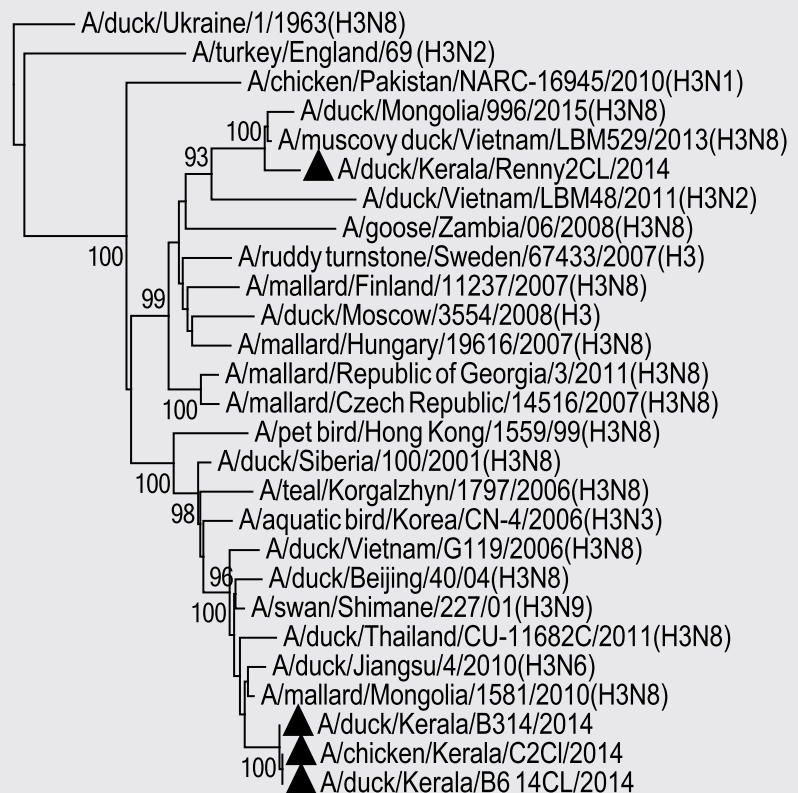 A/duck/Ukraine/1/1963(H3N8)
A/turkey/England/69 (H3N2)
A/chicken/Pakistan/NARC-16945/2010(H3N1)
A/duck/Mongolia/996/2015(H3N8)
100
A/muscovy duck/Vietnam/LBM529/2013(H3N8)
93
A/duck/Kerala/Renny2CL/2014
A/duck/Vietnam/LBM48/2011(H3N2)
A/goose/Zambia/06/2008(H3N8)
100
A/ruddy turnstone/Sweden/67433/2007(H3)
A/mallard/Finland/11237/2007(H3N8)
99
A/duck/Moscow/3554/2008(H3)
A/mallard/Hungary/19616/2007(H3N8)
A/mallard/Republic of Georgia/3/2011(H3N8)
100
A/mallard/Czech Republic/14516/2007(H3N8)
A/pet bird/Hong Kong/1559/99(H3N8)
A/duck/Siberia/100/2001(H3N8)
100
A/teal/Korgalzhyn/1797/2006(H3N8)
98
A/aquatic bird/Korea/CN-4/2006(H3N3)
A/duck/Vietnam/G119/2006(H3N8)
96
A/duck/Beijing/40/04(H3N8)
100
A/swan/Shimane/227/01(H3N9)
A/duck/Thailand/CU-11682C/2011(H3N8)
A/duck/Jiangsu/4/2010(H3N6)
A/mallard/Mongolia/1581/2010(H3N8)
A/duck/Kerala/B314/2014
A/chicken/Kerala/C2Cl/2014
100
A/duck/Kerala/B6 14CL/2014